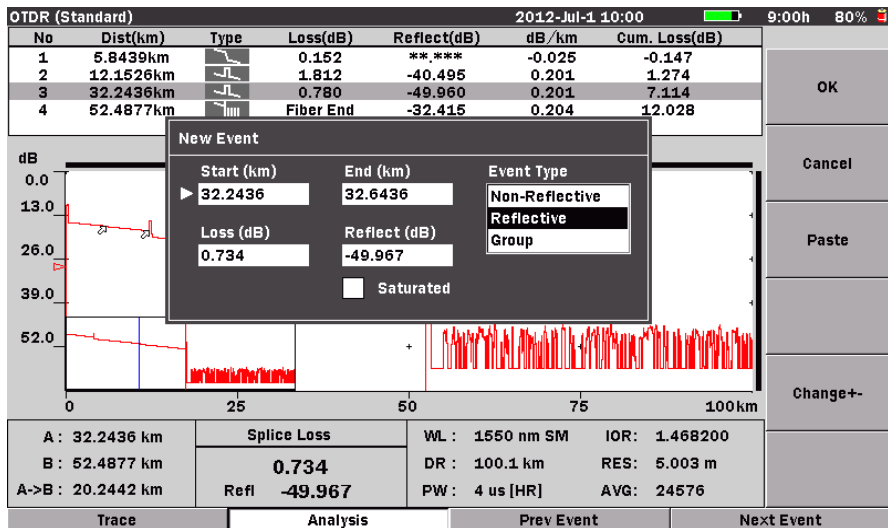 OTDR (Standard) 2012-Jul-1 10:00 9:00h 80%
No Dist(km) Type Loss(dB) Reflect(dB) dB/km Cum. Loss(dB)
1 5.8439km 0.152 **.*** -0.025 -0.147
2 12.1526km 1.812 -40.495 0.201 1.274
3 32.2436km 0.780 -49.960 0.201 7.114
4 52.4877km Fiber End -32.415 0.204 12.028
OK
Cancel
Paste
Change+-
New Event
Start (km) End (km) Event Type
32.2436 32.6436 Non-Reflective
Reflective
Loss (dB) Reflect (dB)
0.734 -49.967 Group
Saturated
dB
0.0
13.0
26.0
39.0
52.0
0 25 50 75 100km
A: 32.2436 km Splice Loss WL: 1550 nm SM IOR: 1.468200
B: 52.4877 km 0.734 DR: 100.1 km RES: 5.003 m
A->B: 20.2442 km Refl -49.967 PW: 4 us [HR] AVG: 24576
Trace Analysis Prev Event Next Event